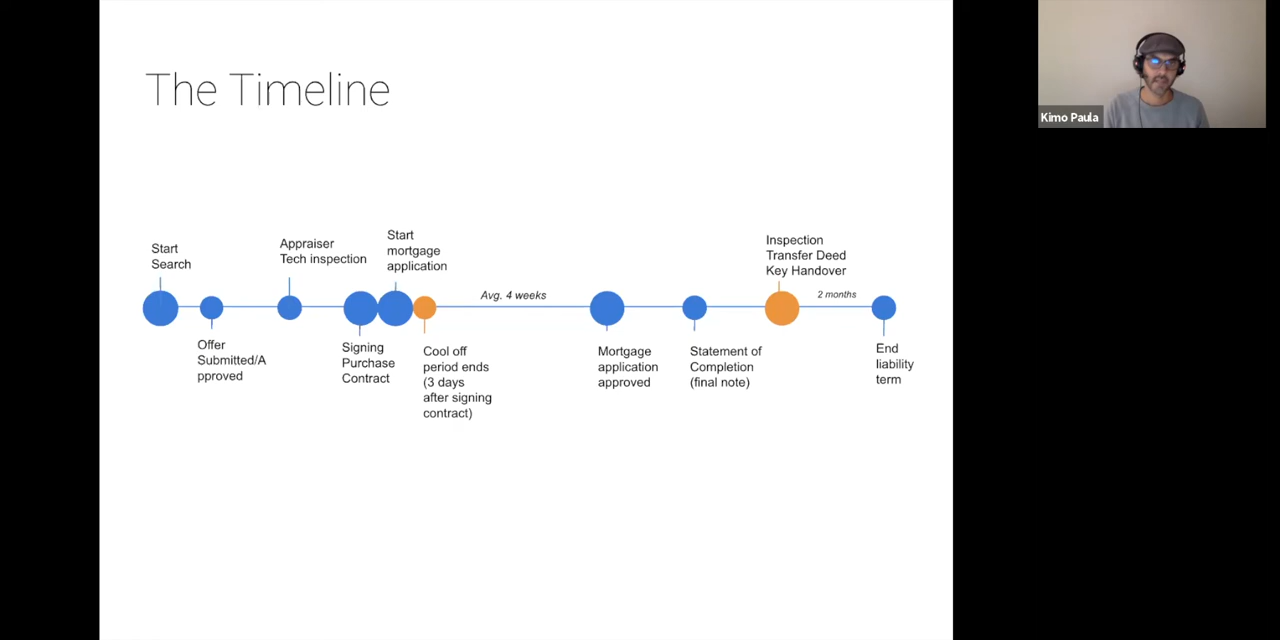 The Timeline
Start
Search
Offer
Submitted/A
pproved
Appraiser
Tech inspection
Signing
Purchase
Contract
Start
mortgage
application
Cool off
period ends
(3 days
after signing
contract)
Avg. 4 weeks
Mortgage
application
approved
Statement of
Completion
(final note)
Inspection
Transfer Deed
Key Handover
2 months
End
liability
term
Kimo Paula